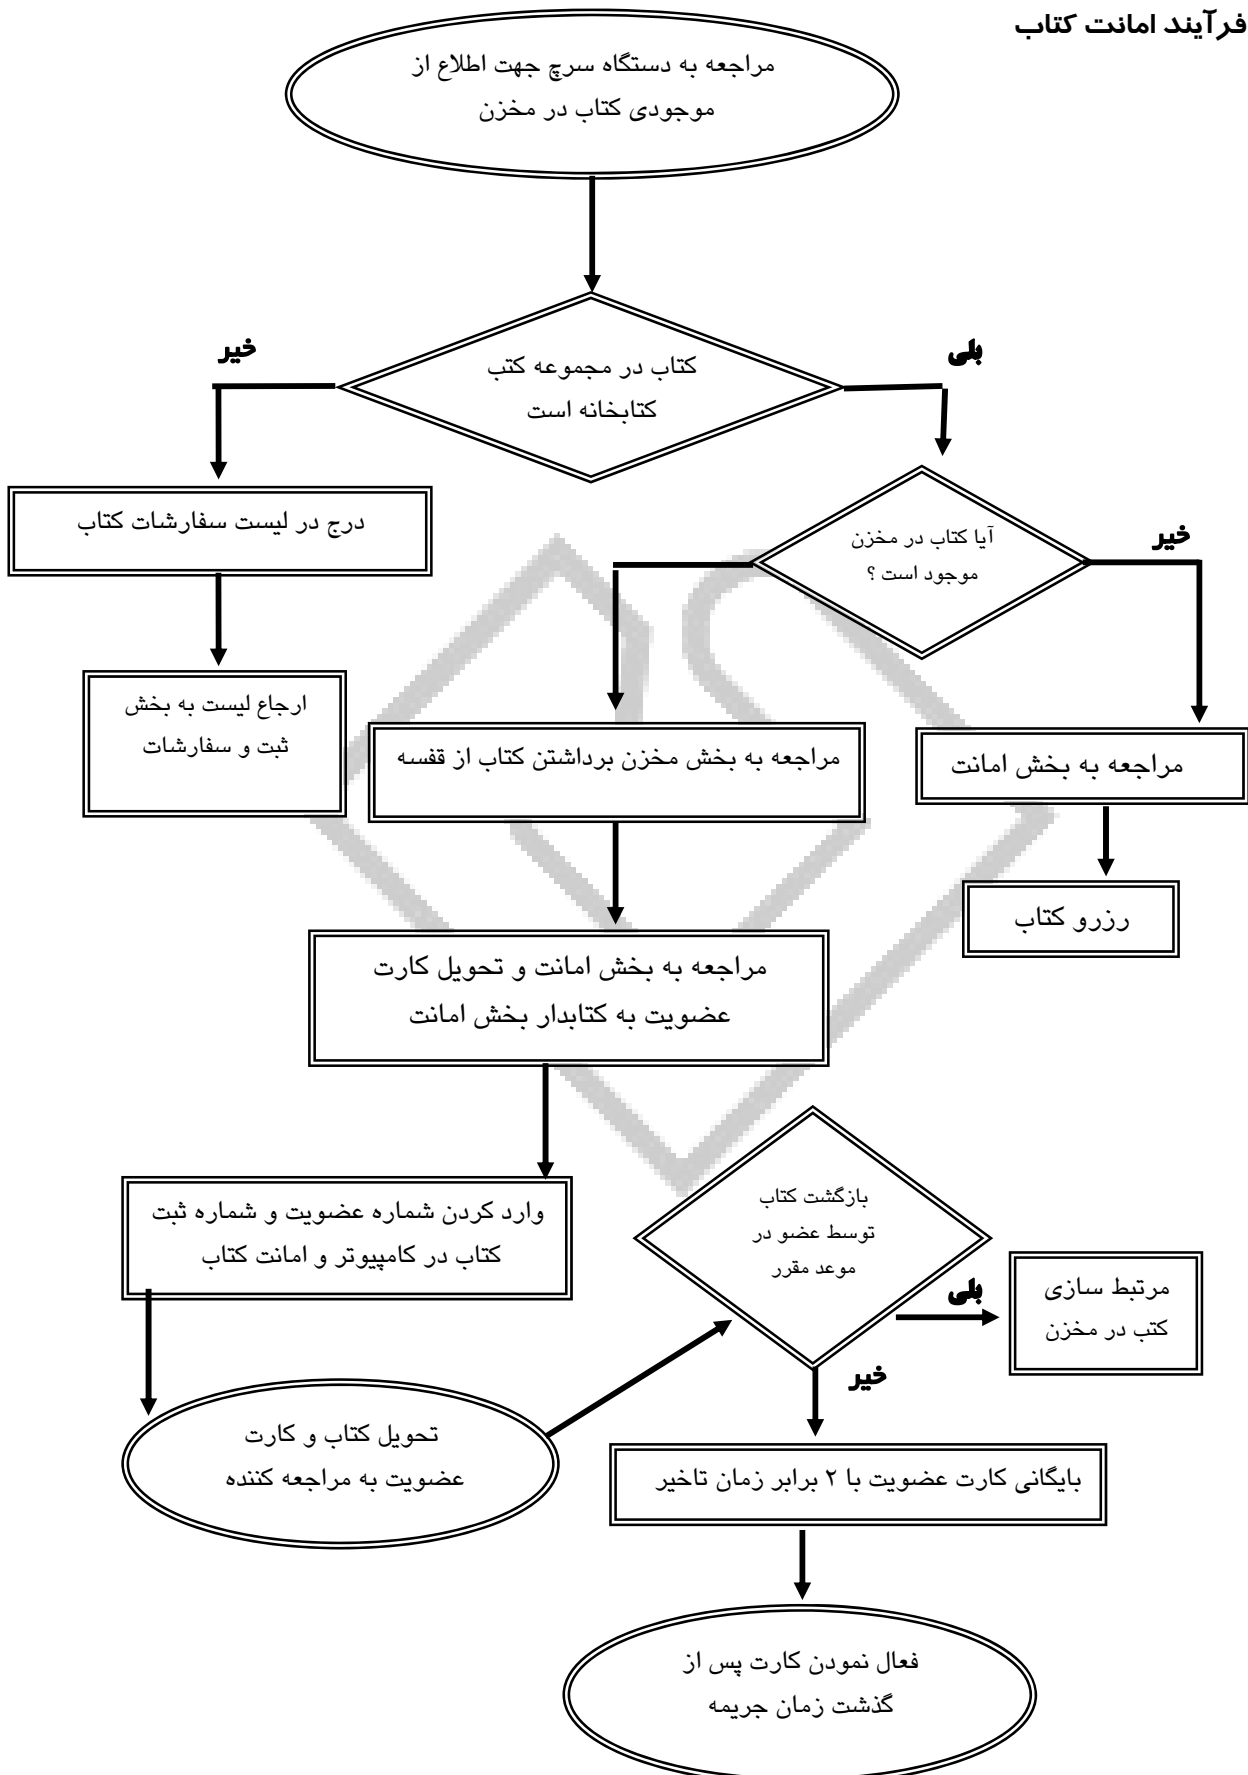 فرآیند امانت کتاب
مراجعه به دستگاه سرچ جهت اطلاع از
موجودی کتاب در مخزن
بلی
خیر
کتاب در مجموعه کتب
کتابخانه است
درج در لیست سفارشات کتاب
خیر
آیا کتاب در مخزن
موجود است ؟
ارجاع لیست به بخش
ثبت و سفارشات
مراجعه به بخش امانت
مراجعه به بخش مخزن برداشتن کتاب از قفسه
رزرو کتاب
مراجعه به بخش امانت و تحویل کارت
عضویت به کتابدار بخش امانت
وارد کردن شماره عضویت و شماره ثبت
کتاب در کامپیوتر و امانت کتاب
بازگشت کتاب
توسط عضو در
موعد مقرر
بلی
مرتبط سازی
کتب در مخزن
خیر
تحویل کتاب و کارت
عضویت به مراجعه کننده
بایگانی کارت عضویت با ۲ برابر زمان تاخیر
فعال نمودن کارت پس از
گذشت زمان جریمه